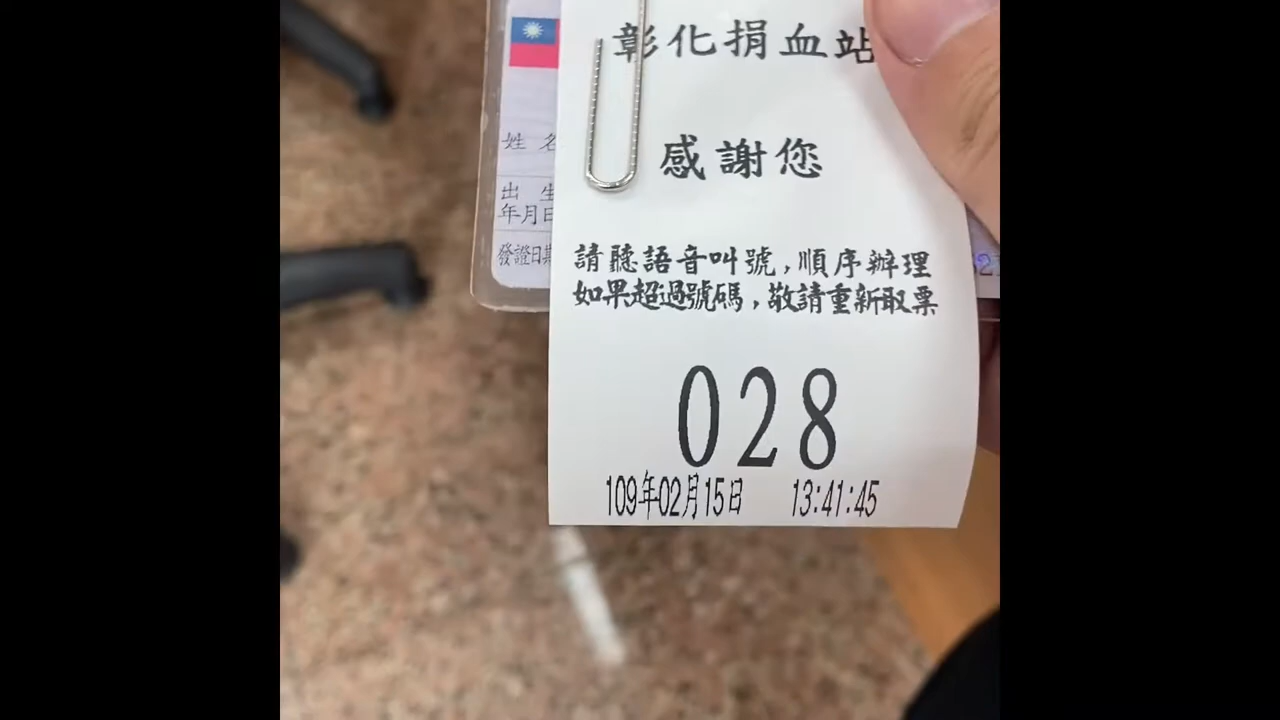 彰化捐血站
感謝您
請聽語音叫號,順序辦理
如果超過號碼,敬請重新取票
028
109年02月15日 13:41:45
姓 名
出 生
年月日
發證日期